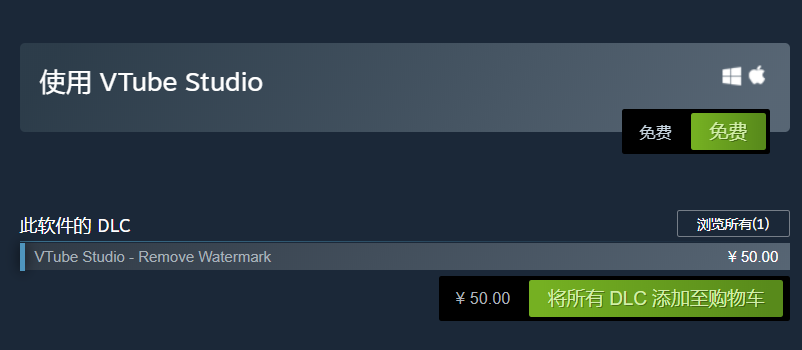 使用 VTube Studio
免费 免费
此软件的 DLC 浏览所有(1)
VTube Studio - Remove Watermark ¥ 50.00
¥ 50.00 将所有 DLC 添加至购物车